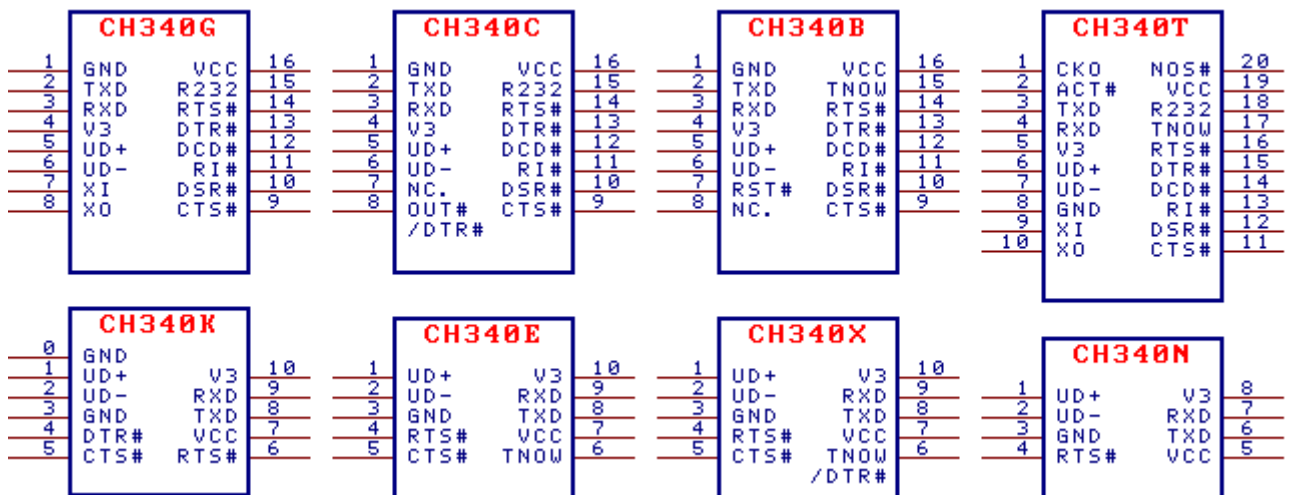 CH340G
1 GND VCC 16
2 TXD R232 15
3 RXD RTS# 14
4 V3 DTR# 13
5 UD+ DCD# 12
6 UD- RI# 11
7 XI DSR# 10
8 XO CTS# 9
CH340C
1 GND VCC 16
2 TXD R232 15
3 RXD RTS# 14
4 V3 DTR# 13
5 UD+ DCD# 12
6 UD- RI# 11
7 NC. DSR# 10
8 OUT# CTS# 9
/DTR#
CH340B
1 GND VCC 16
2 TXD TNOW 15
3 RXD RTS# 14
4 V3 DTR# 13
5 UD+ DCD# 12
6 UD- RI# 11
7 RST# DSR# 10
8 NC. CTS# 9
CH340T
1 CKO NOS# 20
2 ACT# VCC 19
3 TXD R232 18
4 RXD TNOW 17
5 V3 RTS# 16
6 UD+ DTR# 15
7 UD- DCD# 14
8 GND RI# 13
9 XI DSR# 12
10 XO CTS# 11
CH340K
0 GND
1 UD+ V3 10
2 UD- RXD 9
3 GND TXD 8
4 DTR# VCC 7
5 CTS# RTS# 6
CH340E
1 UD+ V3 10
2 UD- RXD 9
3 GND TXD 8
4 RTS# VCC 7
5 CTS# TNOW 6
CH340X
1 UD+ V3 10
2 UD- RXD 9
3 GND TXD 8
4 RTS# VCC 7
5 CTS# TNOW 6
/DTR#
CH340N
1 UD+ V3 8
2 UD- RXD 7
3 GND TXD 6
4 RTS# VCC 5